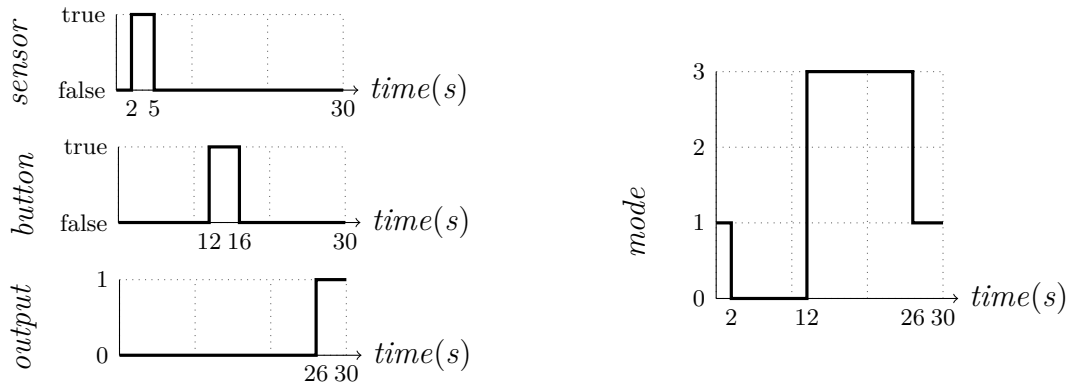 sensor
true
false
2 5 30
time(s)
button
true
false
12 16 30
time(s)
output
1
0
26 30
time(s)
mode
3
2
1
0
2 12 26 30
time(s)